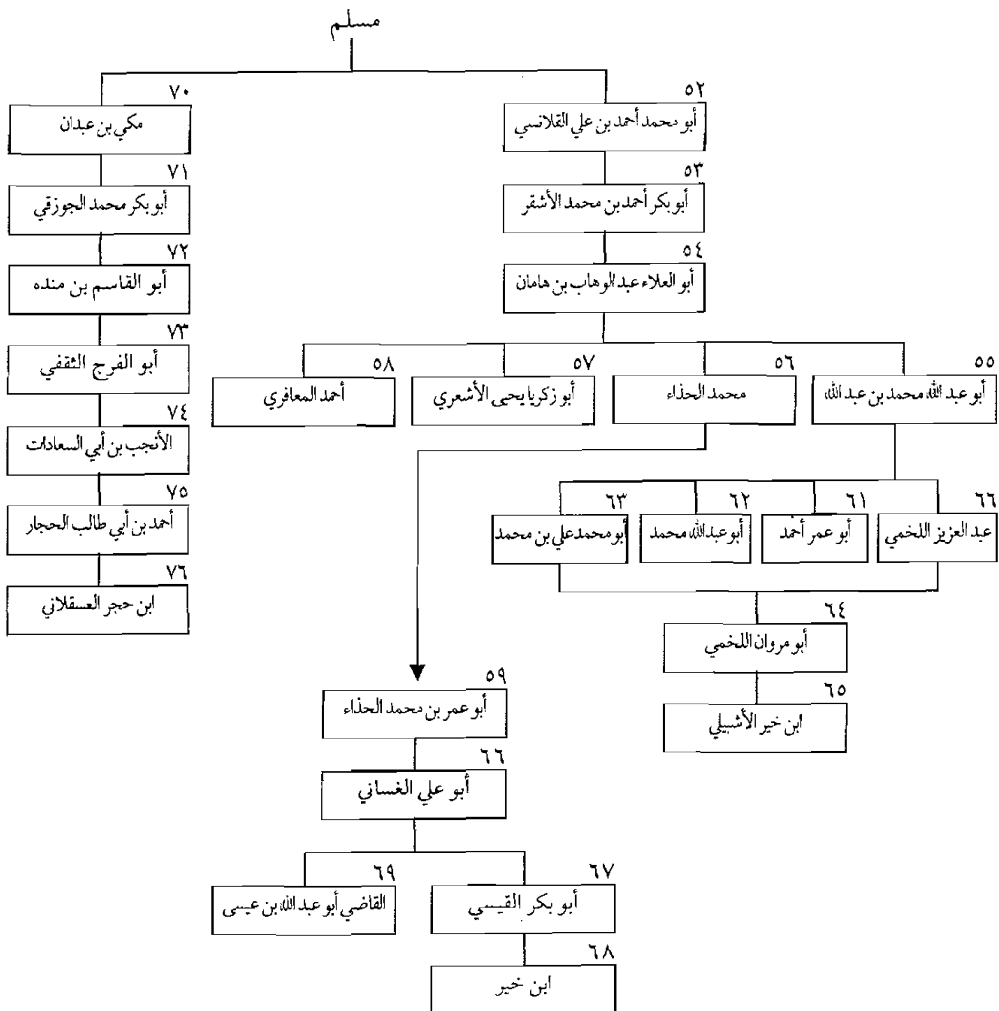 مسلم
٥٢
أبو محمد أحمد بن علي القلانسي
٥٣
أبو بكر أحمد بن محمد الأشقر
٥٤
أبو العلاء عبد الوهاب بن هامان
٥٥
أبو عبد الله محمد بن عبد الله
٥٦
محمد الحذاء
٥٧
أبو زكريا يحيى الأشعري
٥٨
أحمد المعافري
٦٦
عبد العزيز اللخمي
٦١
أبو عمر أحمد
٦٢
أبو عبد الله محمد
٦٣
أبو محمد علي بن محمد
٦٤
أبو مروان اللخمي
٦٥
ابن خير الأشبيلي
٥٩
أبو عمر بن محمد الحذاء
٦٦
أبو علي الغساني
٦٧
أبو بكر القيسي
٦٨
ابن خير
٦٩
القاضي أبو عبد الله بن عيسى
٧٠
مكي بن عبدان
٧١
أبو بكر محمد الجوزقي
٧٢
أبو القاسم بن منده
٧٣
أبو الفرج الثقفي
٧٤
الأنجب بن أبي السعادات
٧٥
أحمد بن أبي طالب الحجار
٧٦
ابن حجر العسقلاني